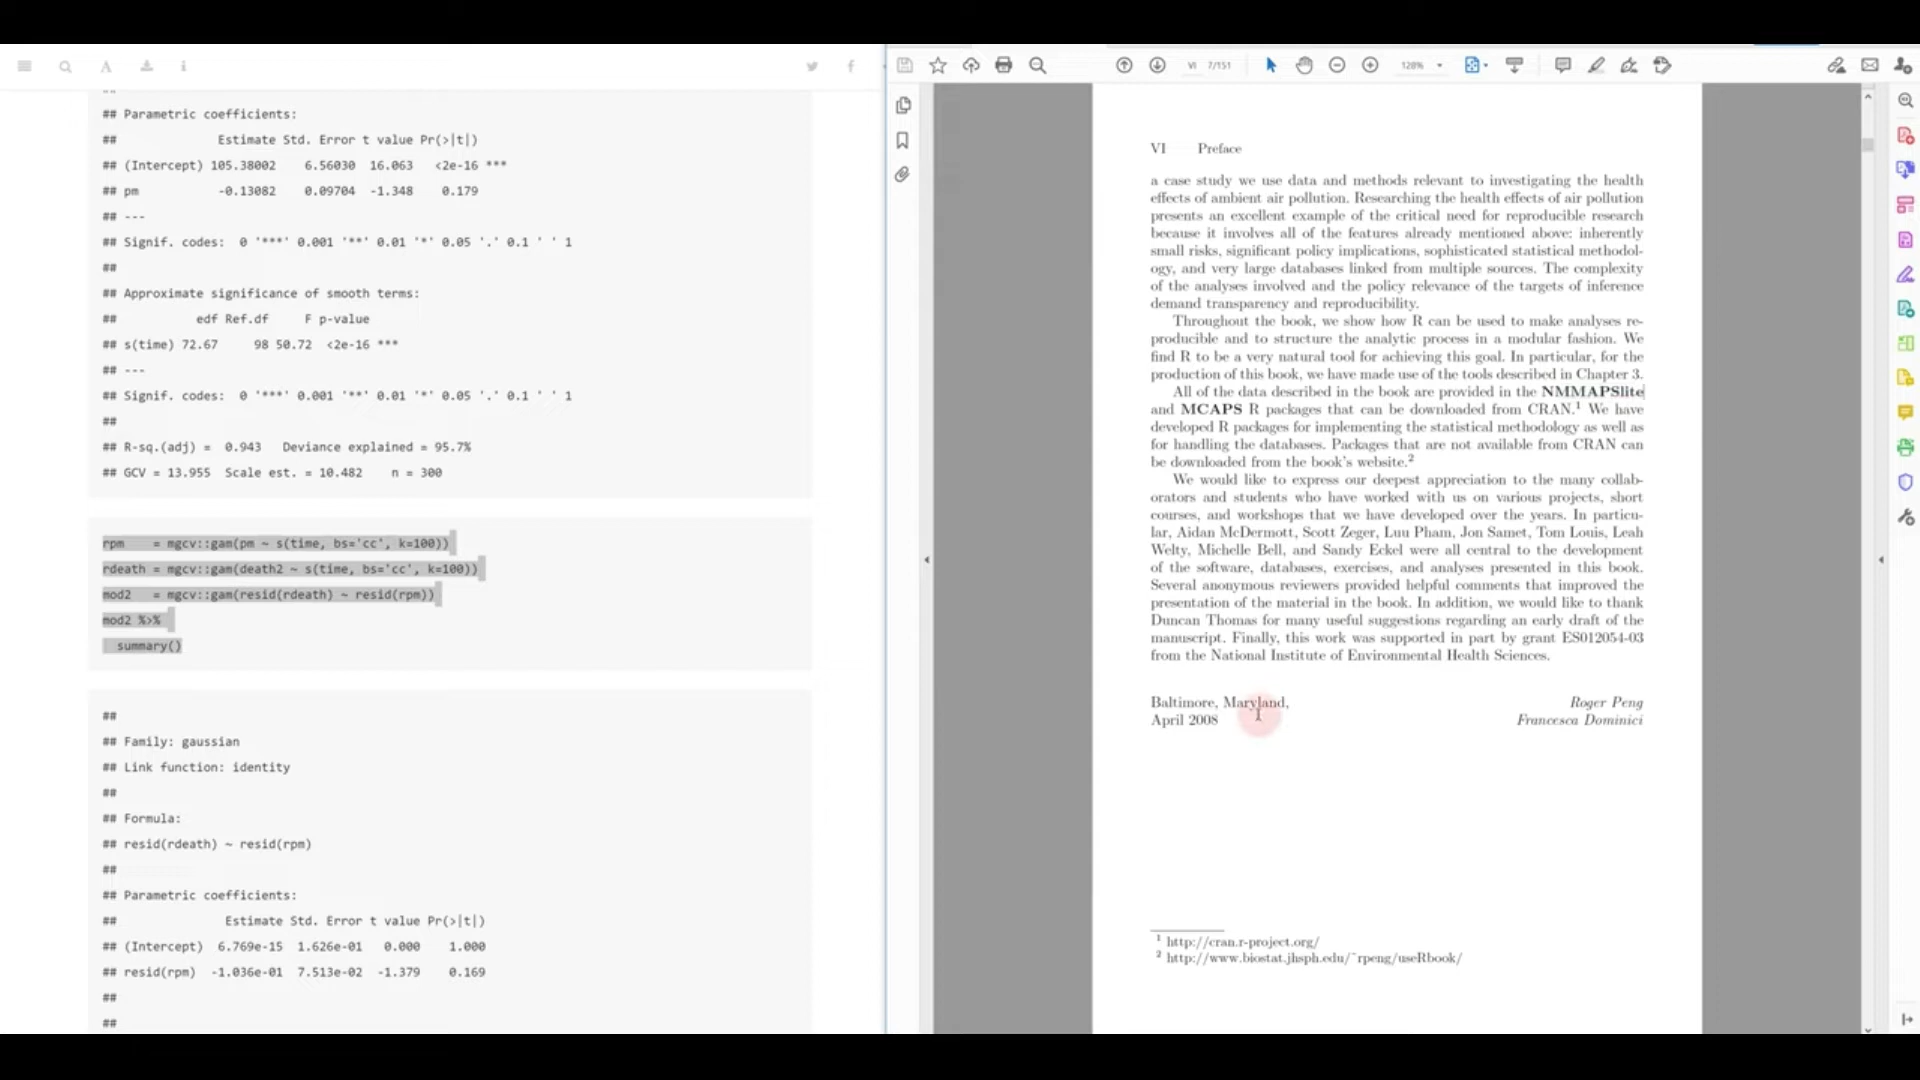 ## Parametric coefficients:
## Estimate Std. Error t value Pr(>|t|)
## (Intercept) 105.38002 6.56030 16.063 <2e-16 ***
## pm -0.13082 0.09704 -1.348 0.179
## ---
## Signif. codes: 0 '***' 0.001 '**' 0.01 '*' 0.05 '.' 0.1 ' ' 1
##
## Approximate significance of smooth terms:
## edf Ref.df F p-value
## s(time) 72.67 98 50.72 <2e-16 ***
## ---
## Signif. codes: 0 '***' 0.001 '**' 0.01 '*' 0.05 '.' 0.1 ' ' 1
##
## R-sq.(adj) = 0.943 Deviance explained = 95.7%
## GCV = 13.955 Scale est. = 10.482 n = 300
rpm = mgcv::gam(pm ~ s(time, bs='cc', k=100))
rdeath = mgcv::gam(death2 ~ s(time, bs='cc', k=100))
mod2 = mgcv::gam(resid(rdeath) ~ resid(rpm))
mod2 %>%
summary()
##
## Family: gaussian
## Link function: identity
##
## Formula:
## resid(rdeath) ~ resid(rpm)
##
## Parametric coefficients:
## Estimate Std. Error t value Pr(>|t|)
## (Intercept) 6.769e-15 1.626e-01 0.000 1.000
## resid(rpm) -1.036e-01 7.513e-02 -1.379 0.169
##
##
VI 7/151
128%
VI Preface
a case study we use data and methods relevant to investigating the health
effects of ambient air pollution. Researching the health effects of air pollution
presents an excellent example of the critical need for reproducible research
because it involves all of the features already mentioned above: inherently
small risks, significant policy implications, sophisticated statistical methodol-
ogy, and very large databases linked from multiple sources. The complexity
of the analyses involved and the policy relevance of the targets of inference
demand transparency and reproducibility.
Throughout the book, we show how R can be used to make analyses re-
producible and to structure the analytic process in a modular fashion. We
find R to be a very natural tool for achieving this goal. In particular, for the
production of this book, we have made use of the tools described in Chapter 3.
All of the data described in the book are provided in the NMMAPSlite
and MCAPS R packages that can be downloaded from CRAN.1 We have
developed R packages for implementing the statistical methodology as well as
for handling the databases. Packages that are not available from CRAN can
be downloaded from the book's website.2
We would like to express our deepest appreciation to the many collab-
orators and students who have worked with us on various projects, short
courses, and workshops that we have developed over the years. In particu-
lar, Aidan McDermott, Scott Zeger, Luu Pham, Jon Samet, Tom Louis, Leah
Welty, Michelle Bell, and Sandy Eckel were all central to the development
of the software, databases, exercises, and analyses presented in this book.
Several anonymous reviewers provided helpful comments that improved the
presentation of the material in the book. In addition, we would like to thank
Duncan Thomas for many useful suggestions regarding an early draft of the
manuscript. Finally, this work was supported in part by grant ES012054-03
from the National Institute of Environmental Health Sciences.
Baltimore, Maryland, Roger Peng
April 2008 Francesca Dominici
1 http://cran.r-project.org/
2 http://www.biostat.jhsph.edu/~rpeng/useRbook/